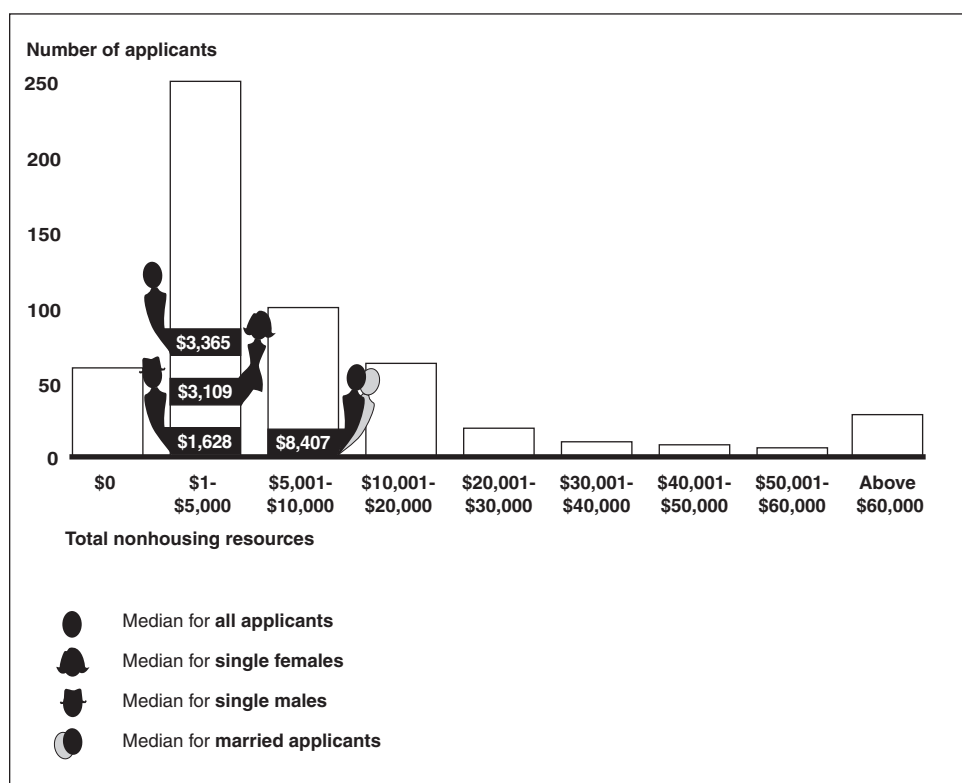 Number of applicants
250
200
150
100
50
0
$3,365
$3,109
$1,628
$8,407
$0 $1- $5,001- $10,001- $20,001- $30,001- $40,001- $50,001- Above
$5,000 $10,000 $20,000 $30,000 $40,000 $50,000 $60,000 $60,000
Total nonhousing resources
Median for all applicants
Median for single females
Median for single males
Median for married applicants